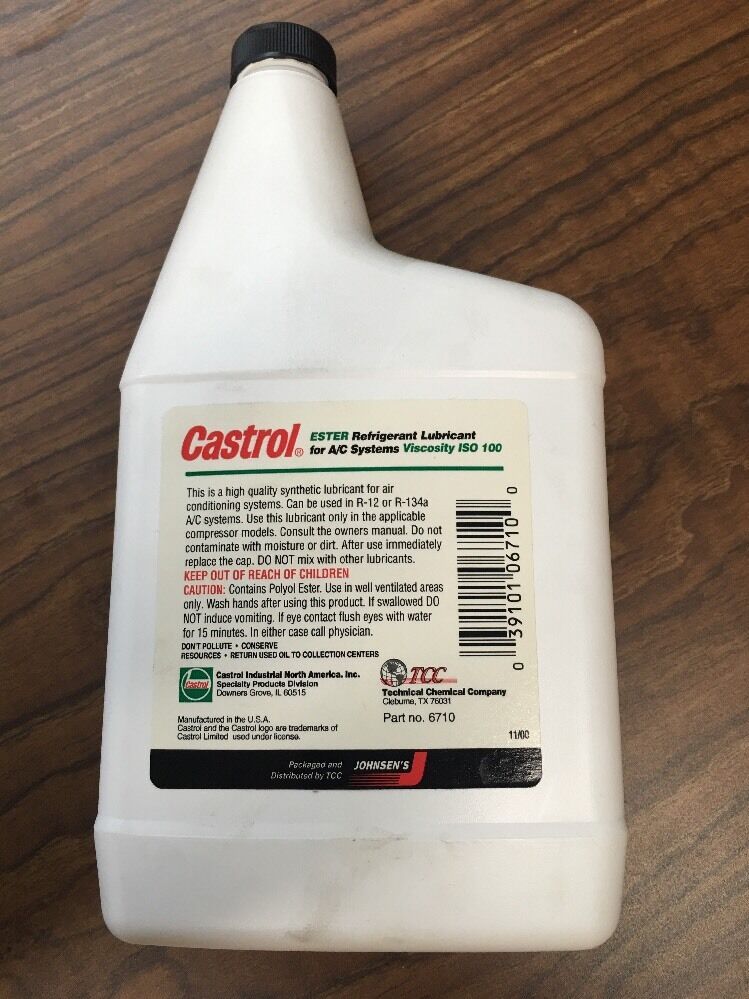 Castrol® ESTER Refrigerant Lubricant
for A/C Systems Viscosity ISO 100
This is a high quality synthetic lubricant for air
conditioning systems. Can be used in R-12 or R-134a
A/C systems. Use this lubricant only in the applicable
compressor models. Consult the owners manual. Do not
contaminate with moisture or dirt. After use immediately
replace the cap. DO NOT mix with other lubricants.
KEEP OUT OF REACH OF CHILDREN
CAUTION: Contains Polyol Ester. Use in well ventilated areas
only. Wash hands after using this product. If swallowed DO
NOT induce vomiting. If eye contact flush eyes with water
for 15 minutes. In either case call physician.
DON'T POLLUTE • CONSERVE
RESOURCES • RETURN USED OIL TO COLLECTION CENTERS
0 39101 06710 0
Castrol
Castrol Industrial North America. Inc.
Specialty Products Division
Downers Grove, IL 60515
TCC
Technical Chemical Company
Cleburne, TX 76031
Part no. 6710
Manufactured in the U.S.A.
Castrol and the Castrol logo are trademarks of
Castrol Limited used under license.
11/00
Packaged and
Distributed by TCC
JOHNSEN'S J